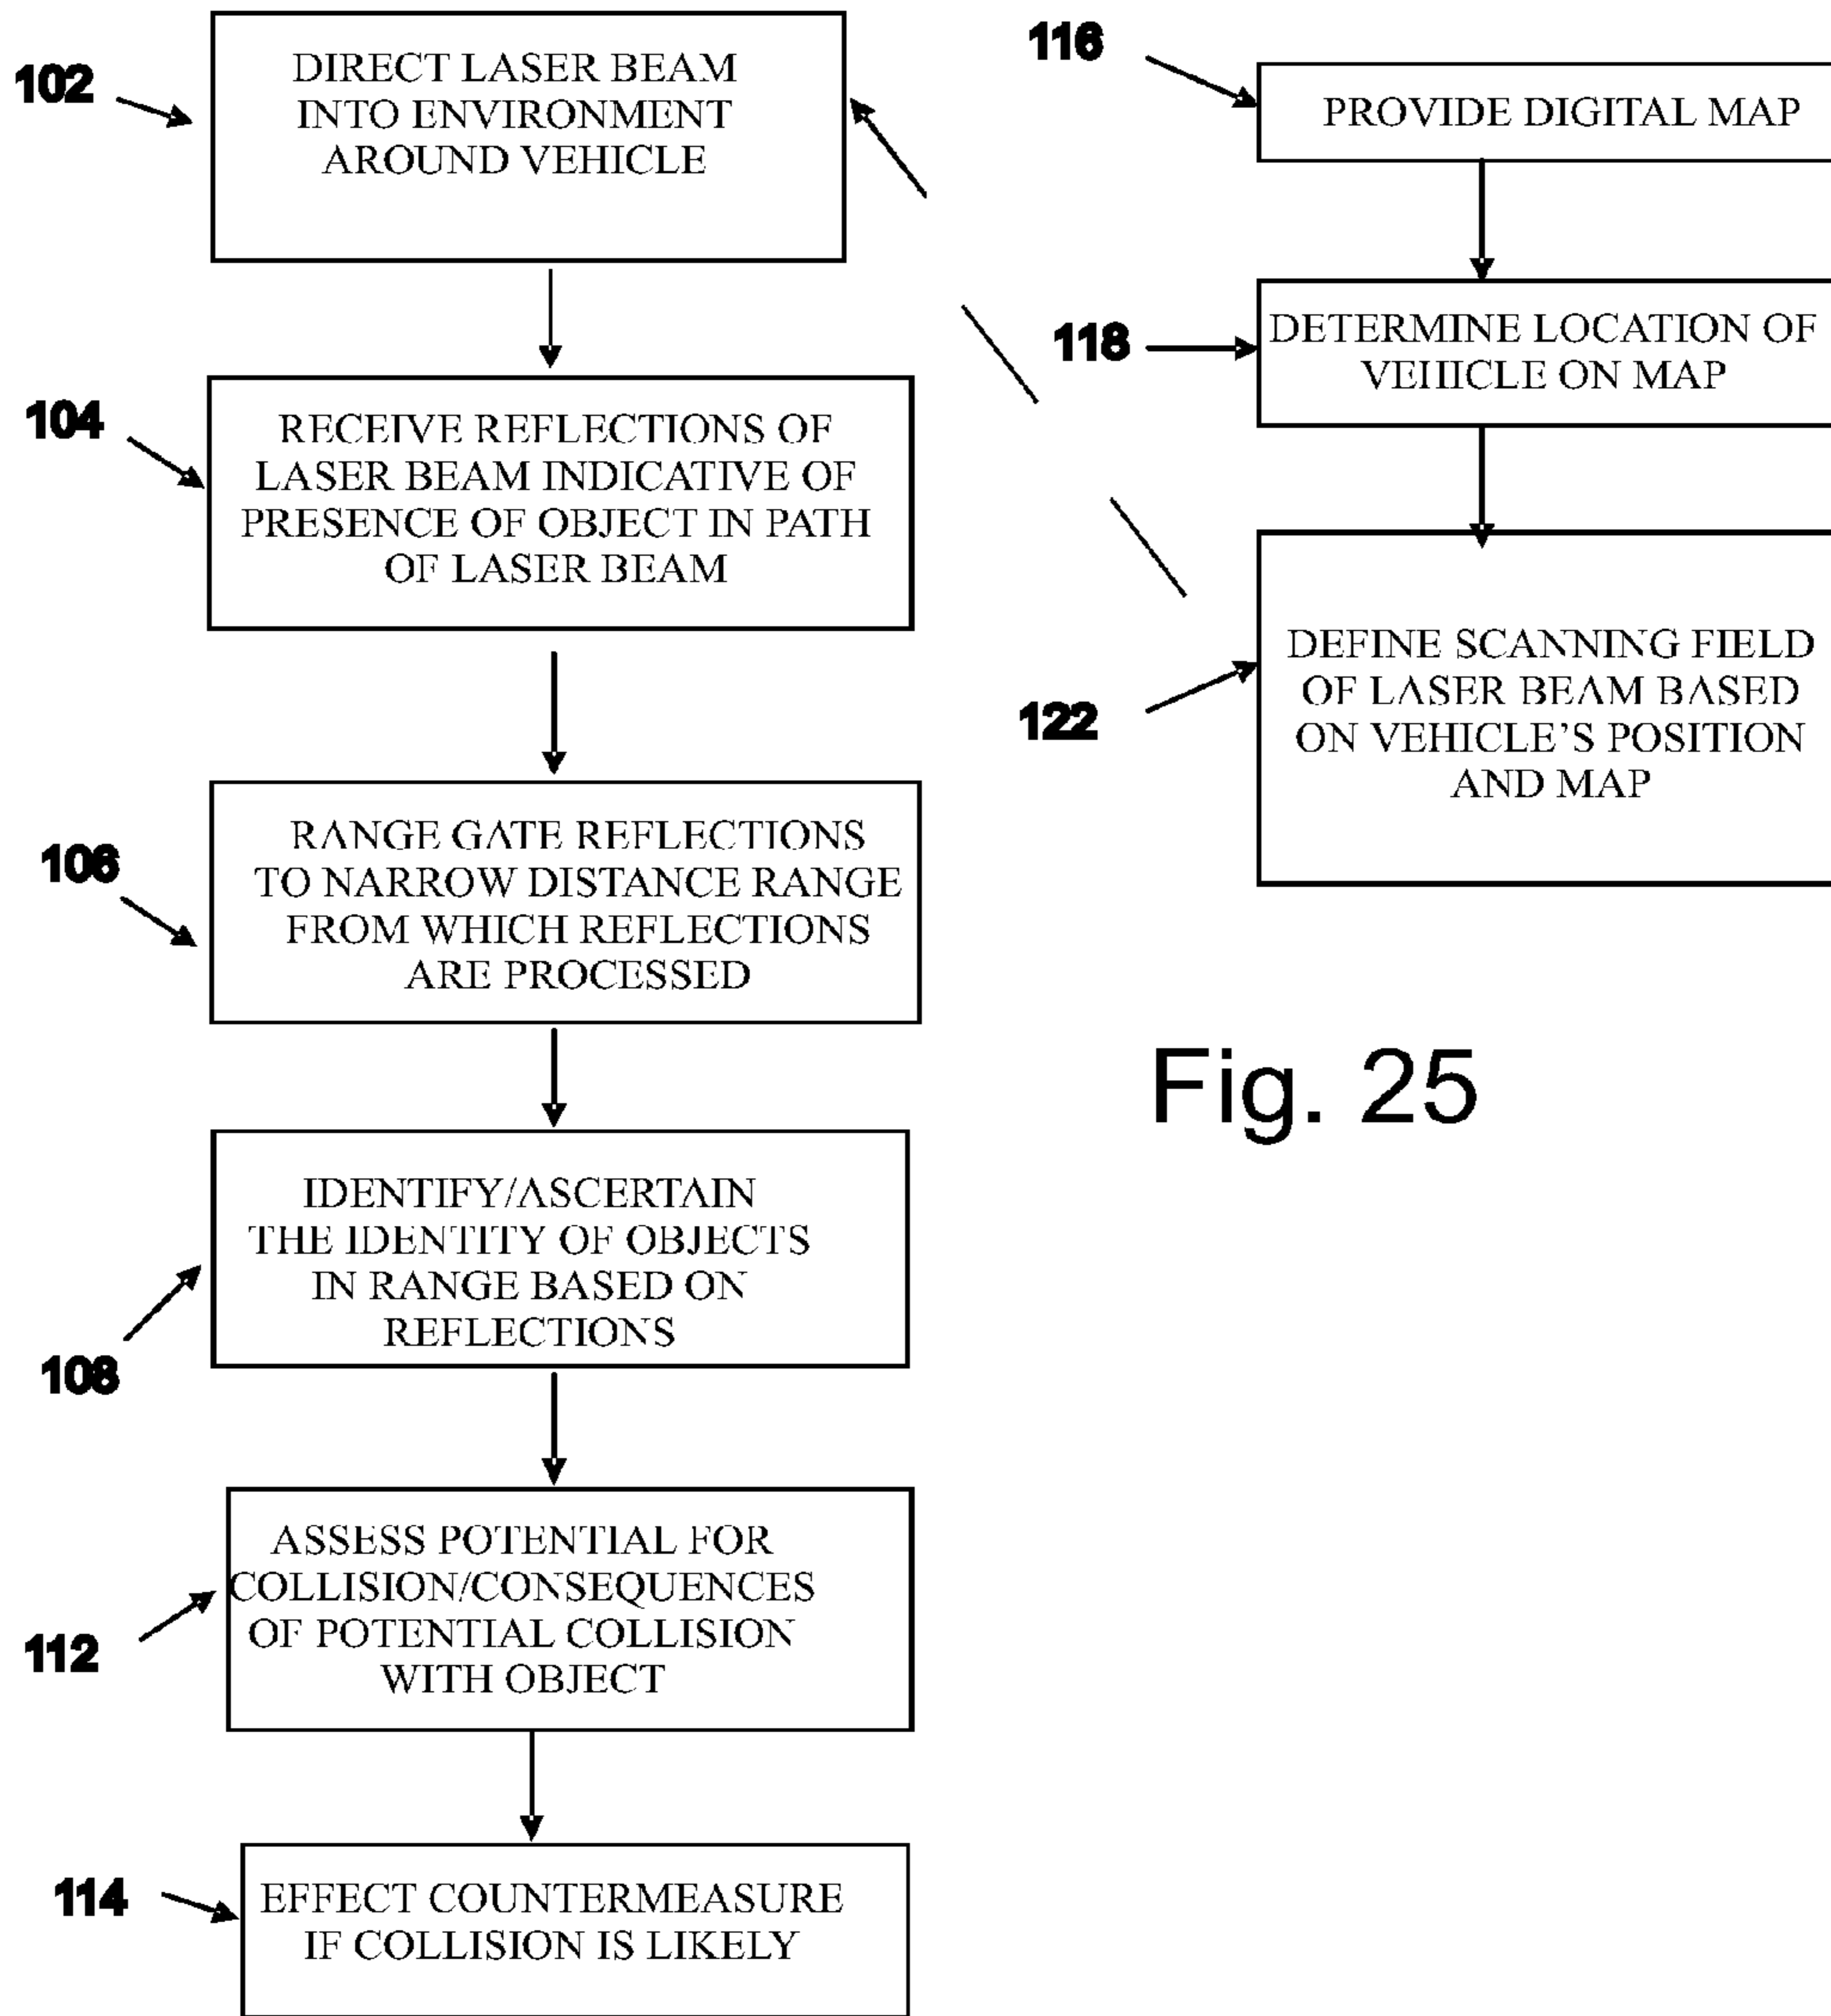 102
DIRECT LASER BEAM
INTO ENVIRONMENT
AROUND VEHICLE
104
RECEIVE REFLECTIONS OF
LASER BEAM INDICATIVE OF
PRESENCE OF OBJECT IN PATH
OF LASER BEAM
106
RANGE GATE REFLECTIONS
TO NARROW DISTANCE RANGE
FROM WHICH REFLECTIONS
ARE PROCESSED
108
IDENTIFY/ASCERTAIN
THE IDENTITY OF OBJECTS
IN RANGE BASED ON
REFLECTIONS
112
ASSESS POTENTIAL FOR
COLLISION/CONSEQUENCES
OF POTENTIAL COLLISION
WITH OBJECT
114
EFFECT COUNTERMEASURE
IF COLLISION IS LIKELY
116
PROVIDE DIGITAL MAP
118
DETERMINE LOCATION OF
VEHICLE ON MAP
122
DEFINE SCANNING FIELD
OF LASER BEAM BASED
ON VEHICLE'S POSITION
AND MAP
Fig. 25